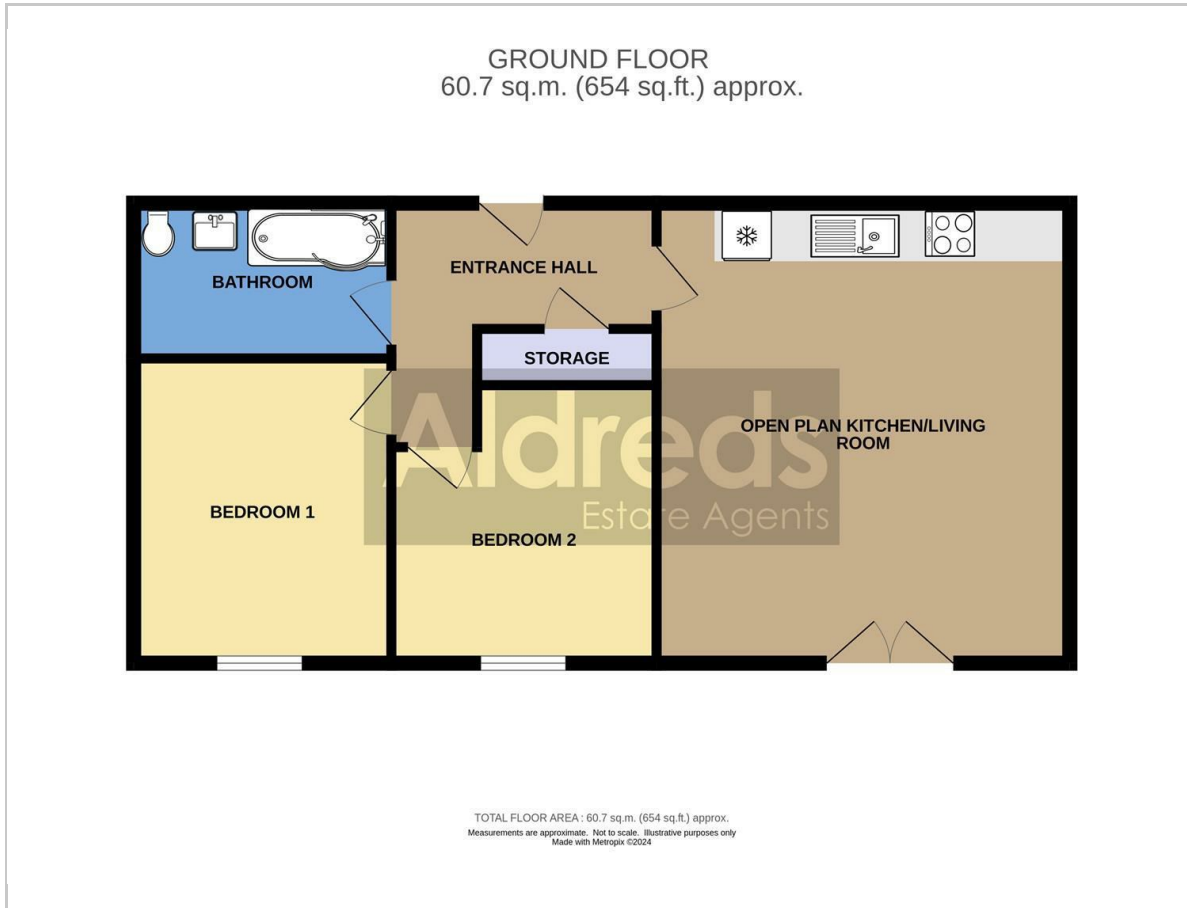 GROUND FLOOR
60.7 sq.m. (654 sq.ft.) approx.
BATHROOM
ENTRANCE HALL
STORAGE
OPEN PLAN KITCHEN/LIVING
ROOM
BEDROOM 1
BEDROOM 2
Aldreds
Estate Agents
TOTAL FLOOR AREA : 60.7 sq.m. (654 sq.ft.) approx.
Measurements are approximate. Not to scale. Illustrative purposes only
Made with Metropix ©2024